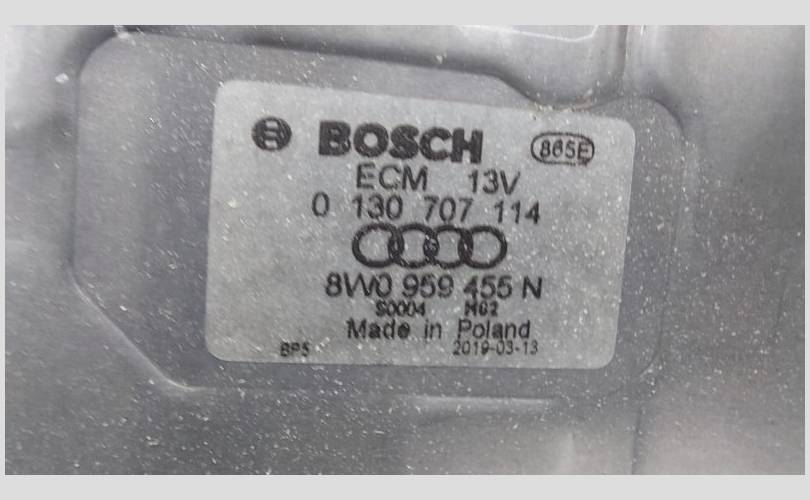 BOSCH 865E
ECM 13V
0 130 707 114
8W0 959 455 N
S0004 H02
Made in Poland
BP5 2019-03-13